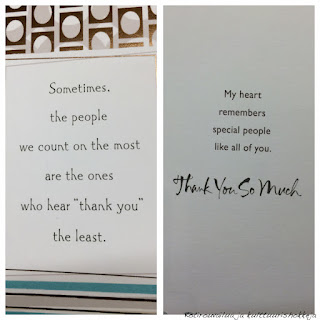 Sometimes,
the people
we count on the most
are the ones
who hear "thank you"
the least.
My heart
remembers
special people
like all of you.
Thank You So Much